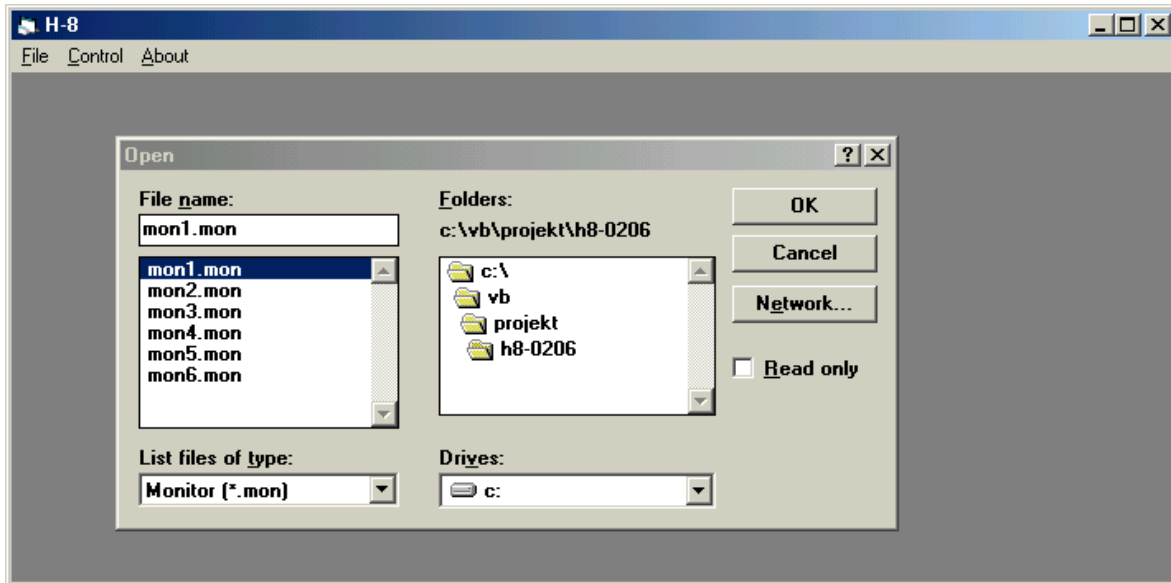 H-8
File Control About
Open
File name:
mon1.mon
mon1.mon
mon2.mon
mon3.mon
mon4.mon
mon5.mon
mon6.mon
List files of type:
Monitor (*.mon)
Folders:
c:\vb\projekt\h8-0206
c:\
vb
projekt
h8-0206
Drives:
c:
OK
Cancel
Network...
Read only